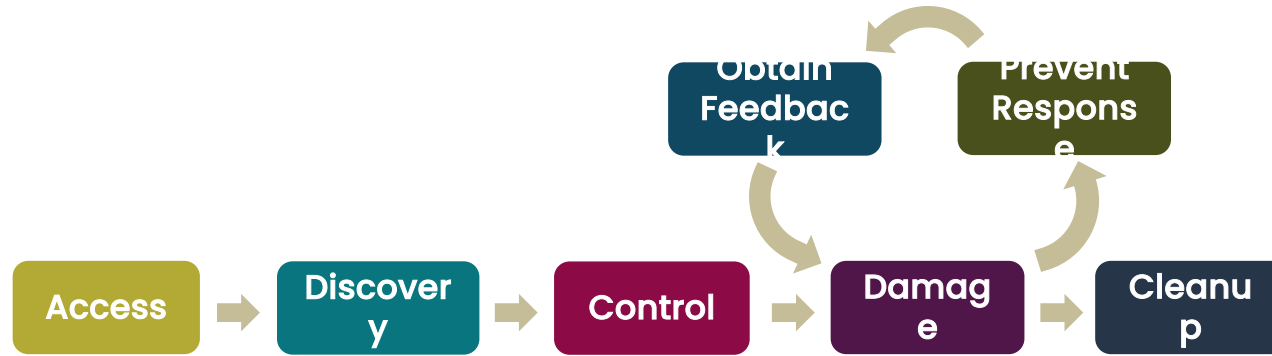 Obtain
Feedbac
k
Prevent
Respons
e
Access
Discover
y
Control
Damag
e
Cleanu
p